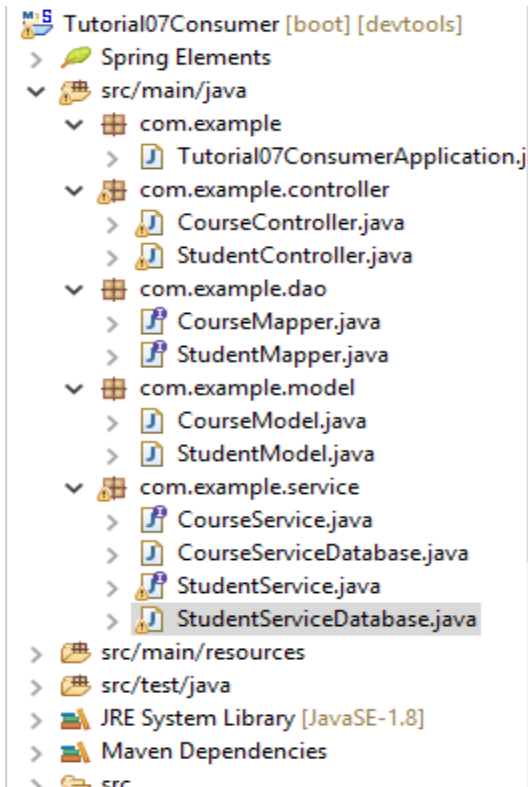 Tutorial07Consumer [boot] [devtools]
Spring Elements
src/main/java
com.example
Tutorial07ConsumerApplication.j
com.example.controller
CourseController.java
StudentController.java
com.example.dao
CourseMapper.java
StudentMapper.java
com.example.model
CourseModel.java
StudentModel.java
com.example.service
CourseService.java
CourseServiceDatabase.java
StudentService.java
StudentServiceDatabase.java
src/main/resources
src/test/java
JRE System Library [JavaSE-1.8]
Maven Dependencies
src